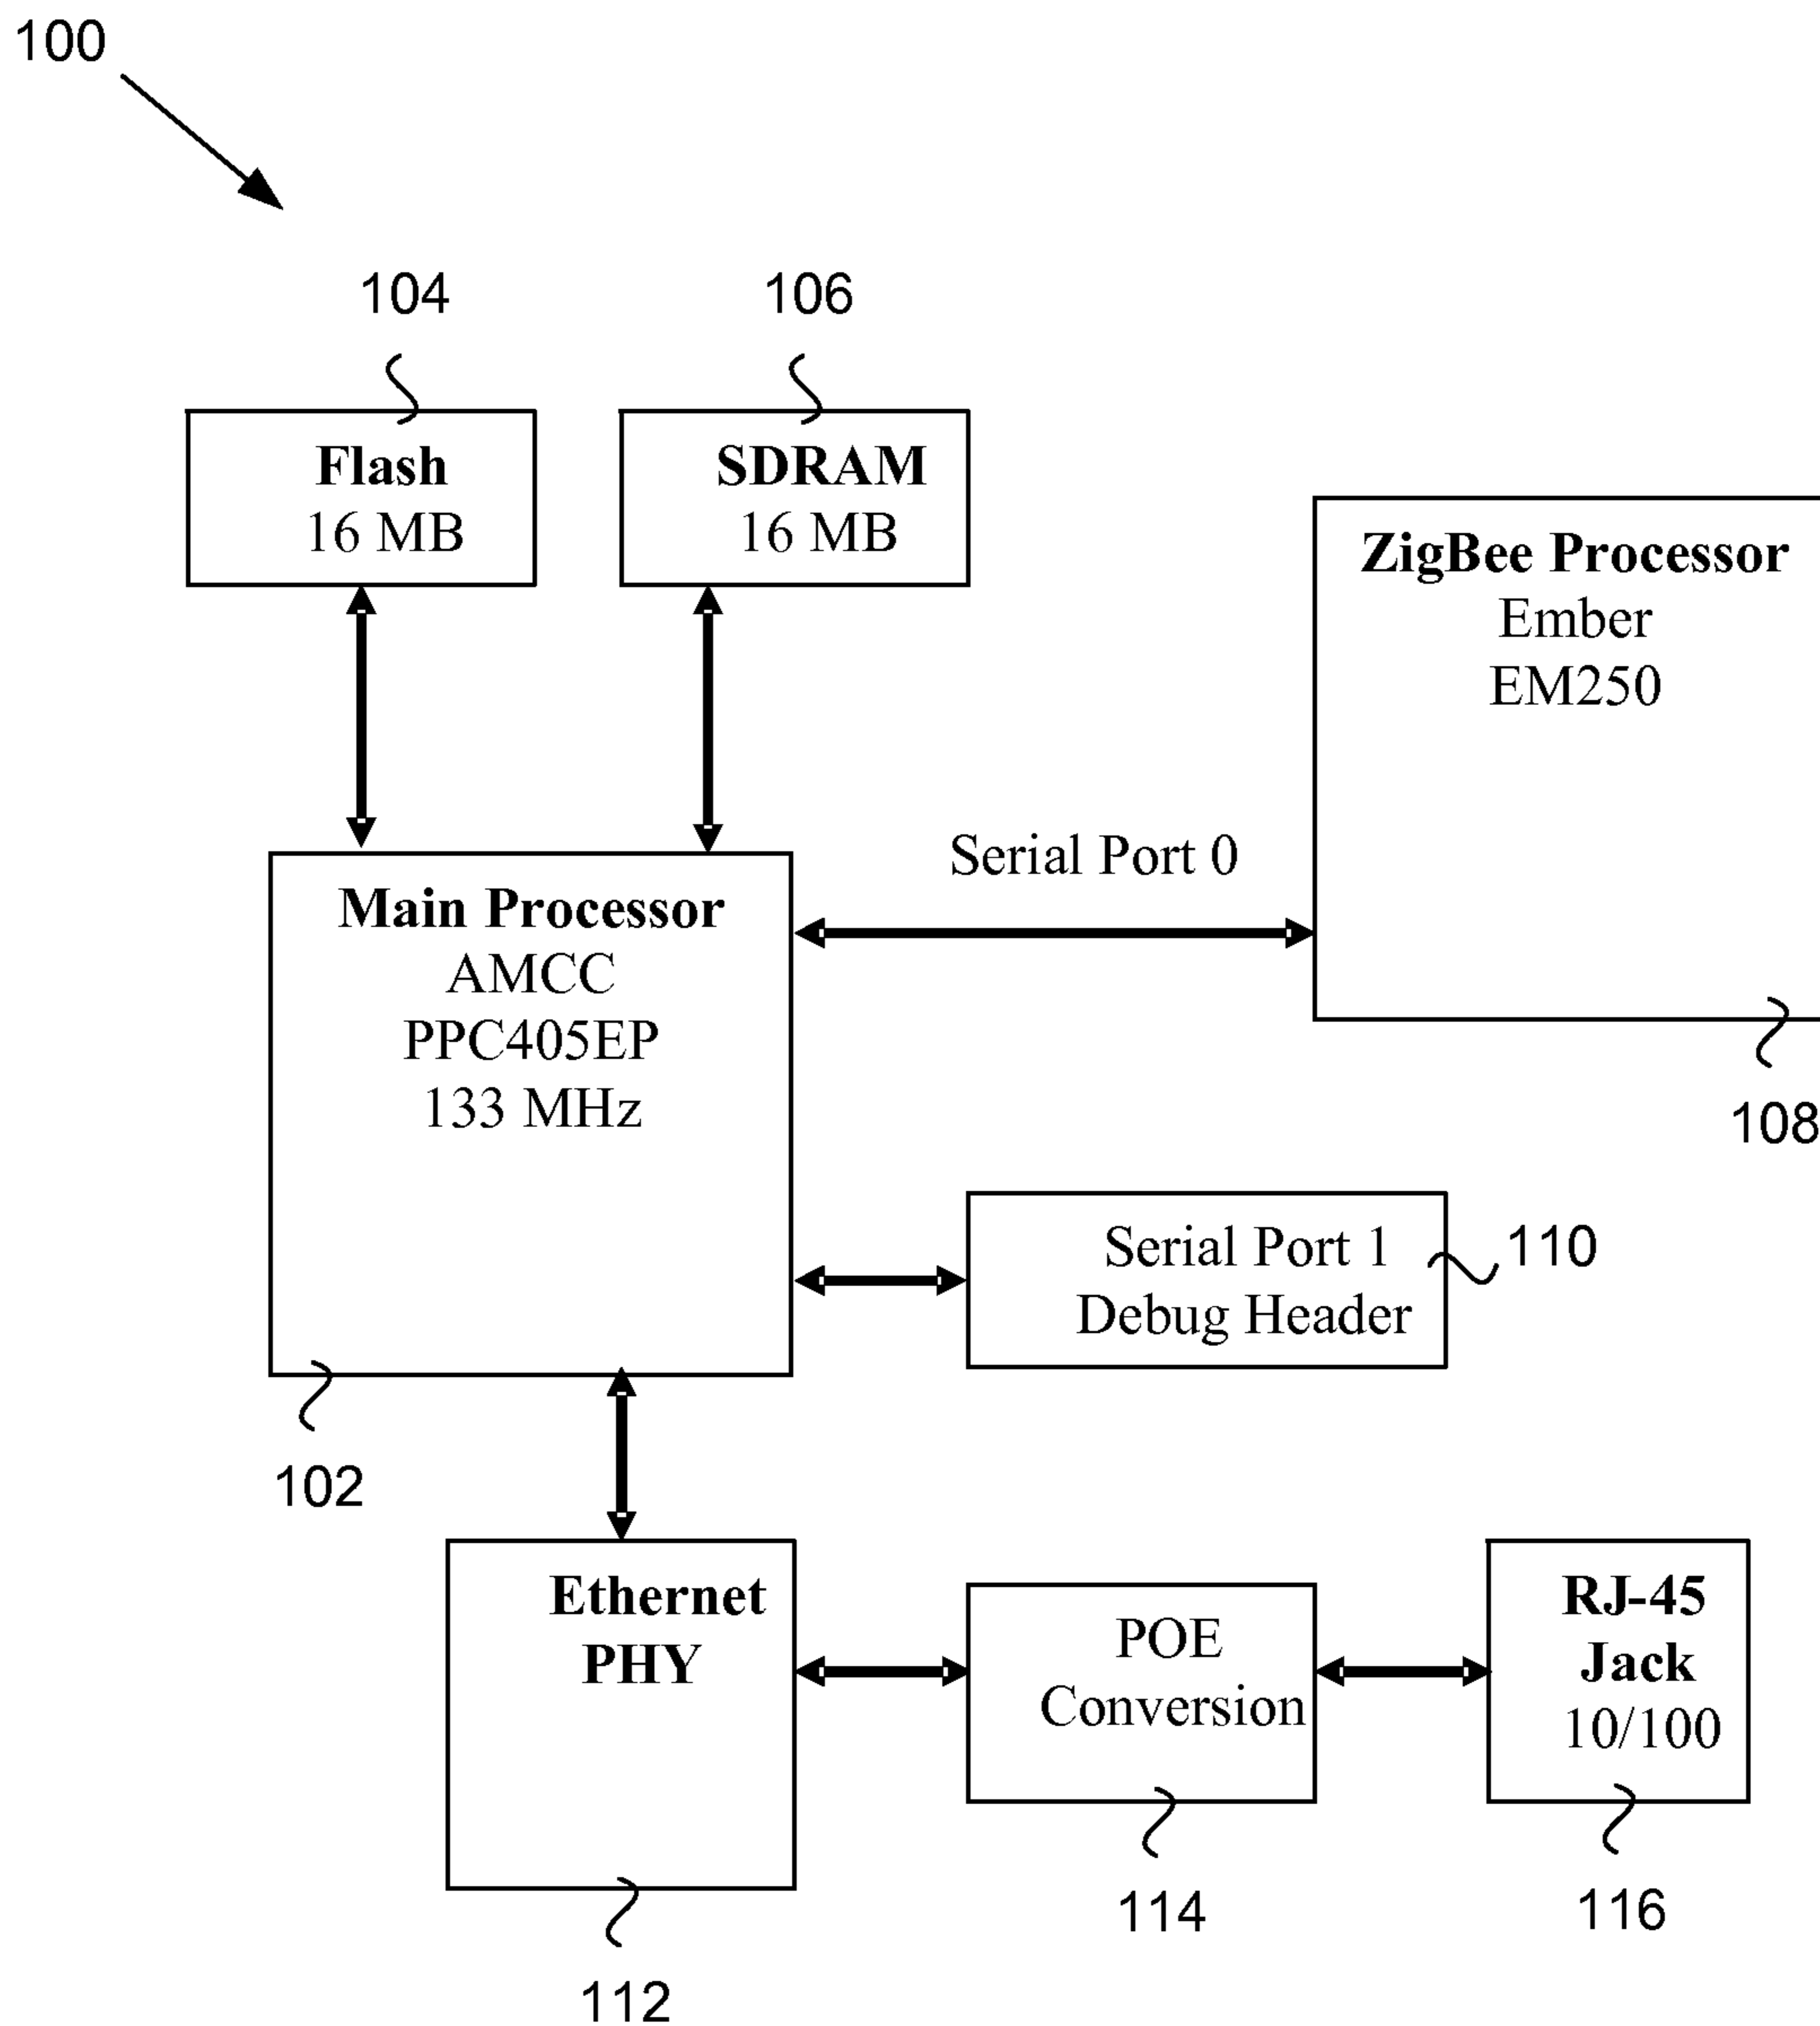 100
104
106
Flash
16 MB
SDRAM
16 MB
ZigBee Processor
Ember
EM250
Serial Port 0
Main Processor
AMCC
PPC405EP
133 MHz
108
Serial Port 1
Debug Header
110
102
Ethernet
PHY
POE
Conversion
RJ-45
Jack
10/100
114
116
112